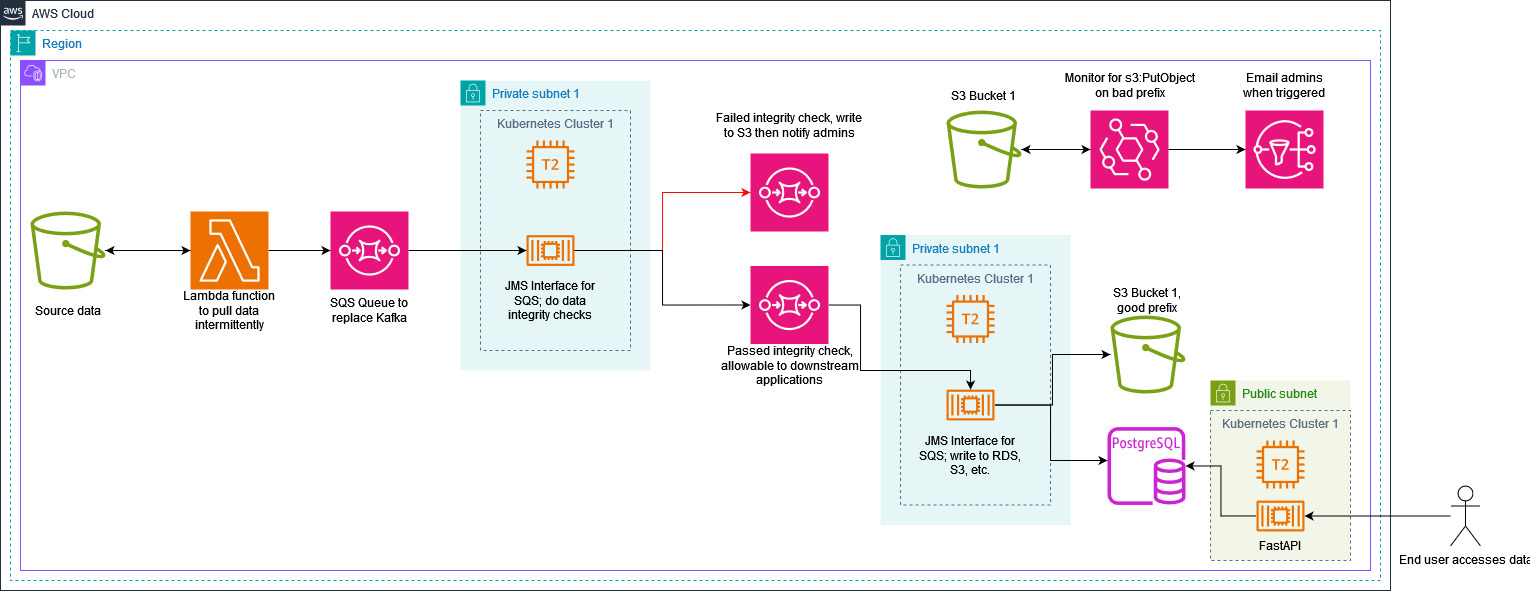 aws
AWS Cloud
Region
VPC
Private subnet 1
Kubernetes Cluster 1
T2
JMS Interface for
SQS; do data
integrity checks
Source data
Lambda function
to pull data
intermittently
SQS Queue to
replace Kafka
Failed integrity check, write
to S3 then notify admins
Passed integrity check,
allowable to downstream
applications
S3 Bucket 1
Monitor for s3:PutObject
on bad prefix
Email admins
when triggered
Private subnet 1
Kubernetes Cluster 1
T2
JMS Interface for
SQS; write to RDS,
S3, etc.
S3 Bucket 1,
good prefix
PostgreSQL
Public subnet
Kubernetes Cluster 1
T2
FastAPI
End user accesses data